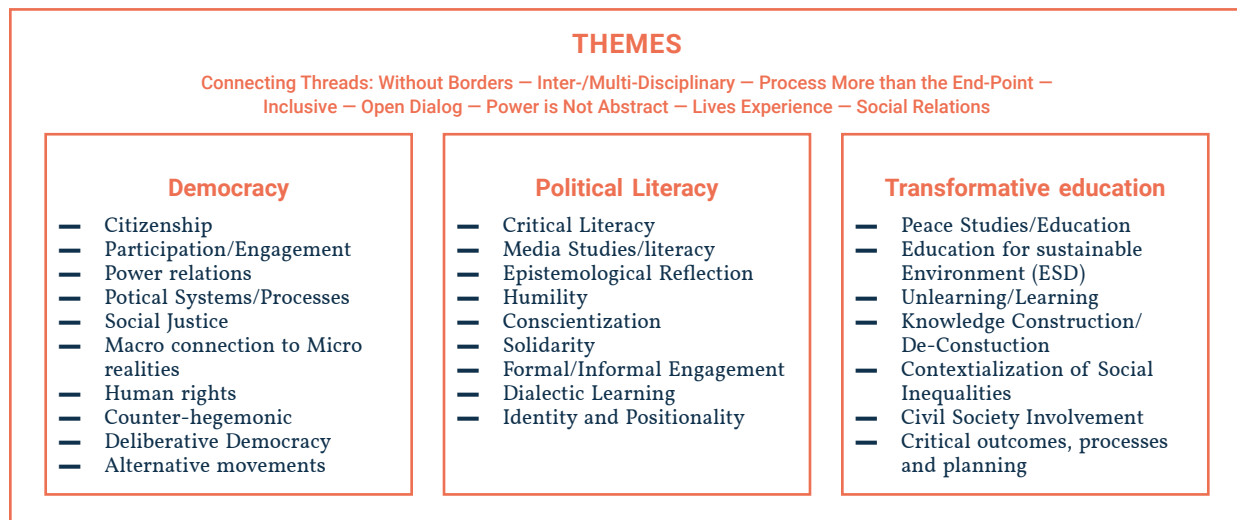 THEMES
Connecting Threads: Without Borders — Inter-/Multi-Disciplinary — Process More than the End-Point —
Inclusive — Open Dialog — Power is Not Abstract — Lives Experience — Social Relations
Democracy
— Citizenship
— Participation/Engagement
— Power relations
— Potical Systems/Processes
— Social Justice
— Macro connection to Micro
realities
— Human rights
— Counter-hegemonic
— Deliberative Democracy
— Alternative movements
Political Literacy
— Critical Literacy
— Media Studies/literacy
— Epistemological Reflection
— Humility
— Conscientization
— Solidarity
— Formal/Informal Engagement
— Dialectic Learning
— Identity and Positionality
Transformative education
— Peace Studies/Education
— Education for sustainable
Environment (ESD)
— Unlearning/Learning
— Knowledge Construction/
De-Constuction
— Contextialization of Social
Inequalities
— Civil Society Involvement
— Critical outcomes, processes
and planning